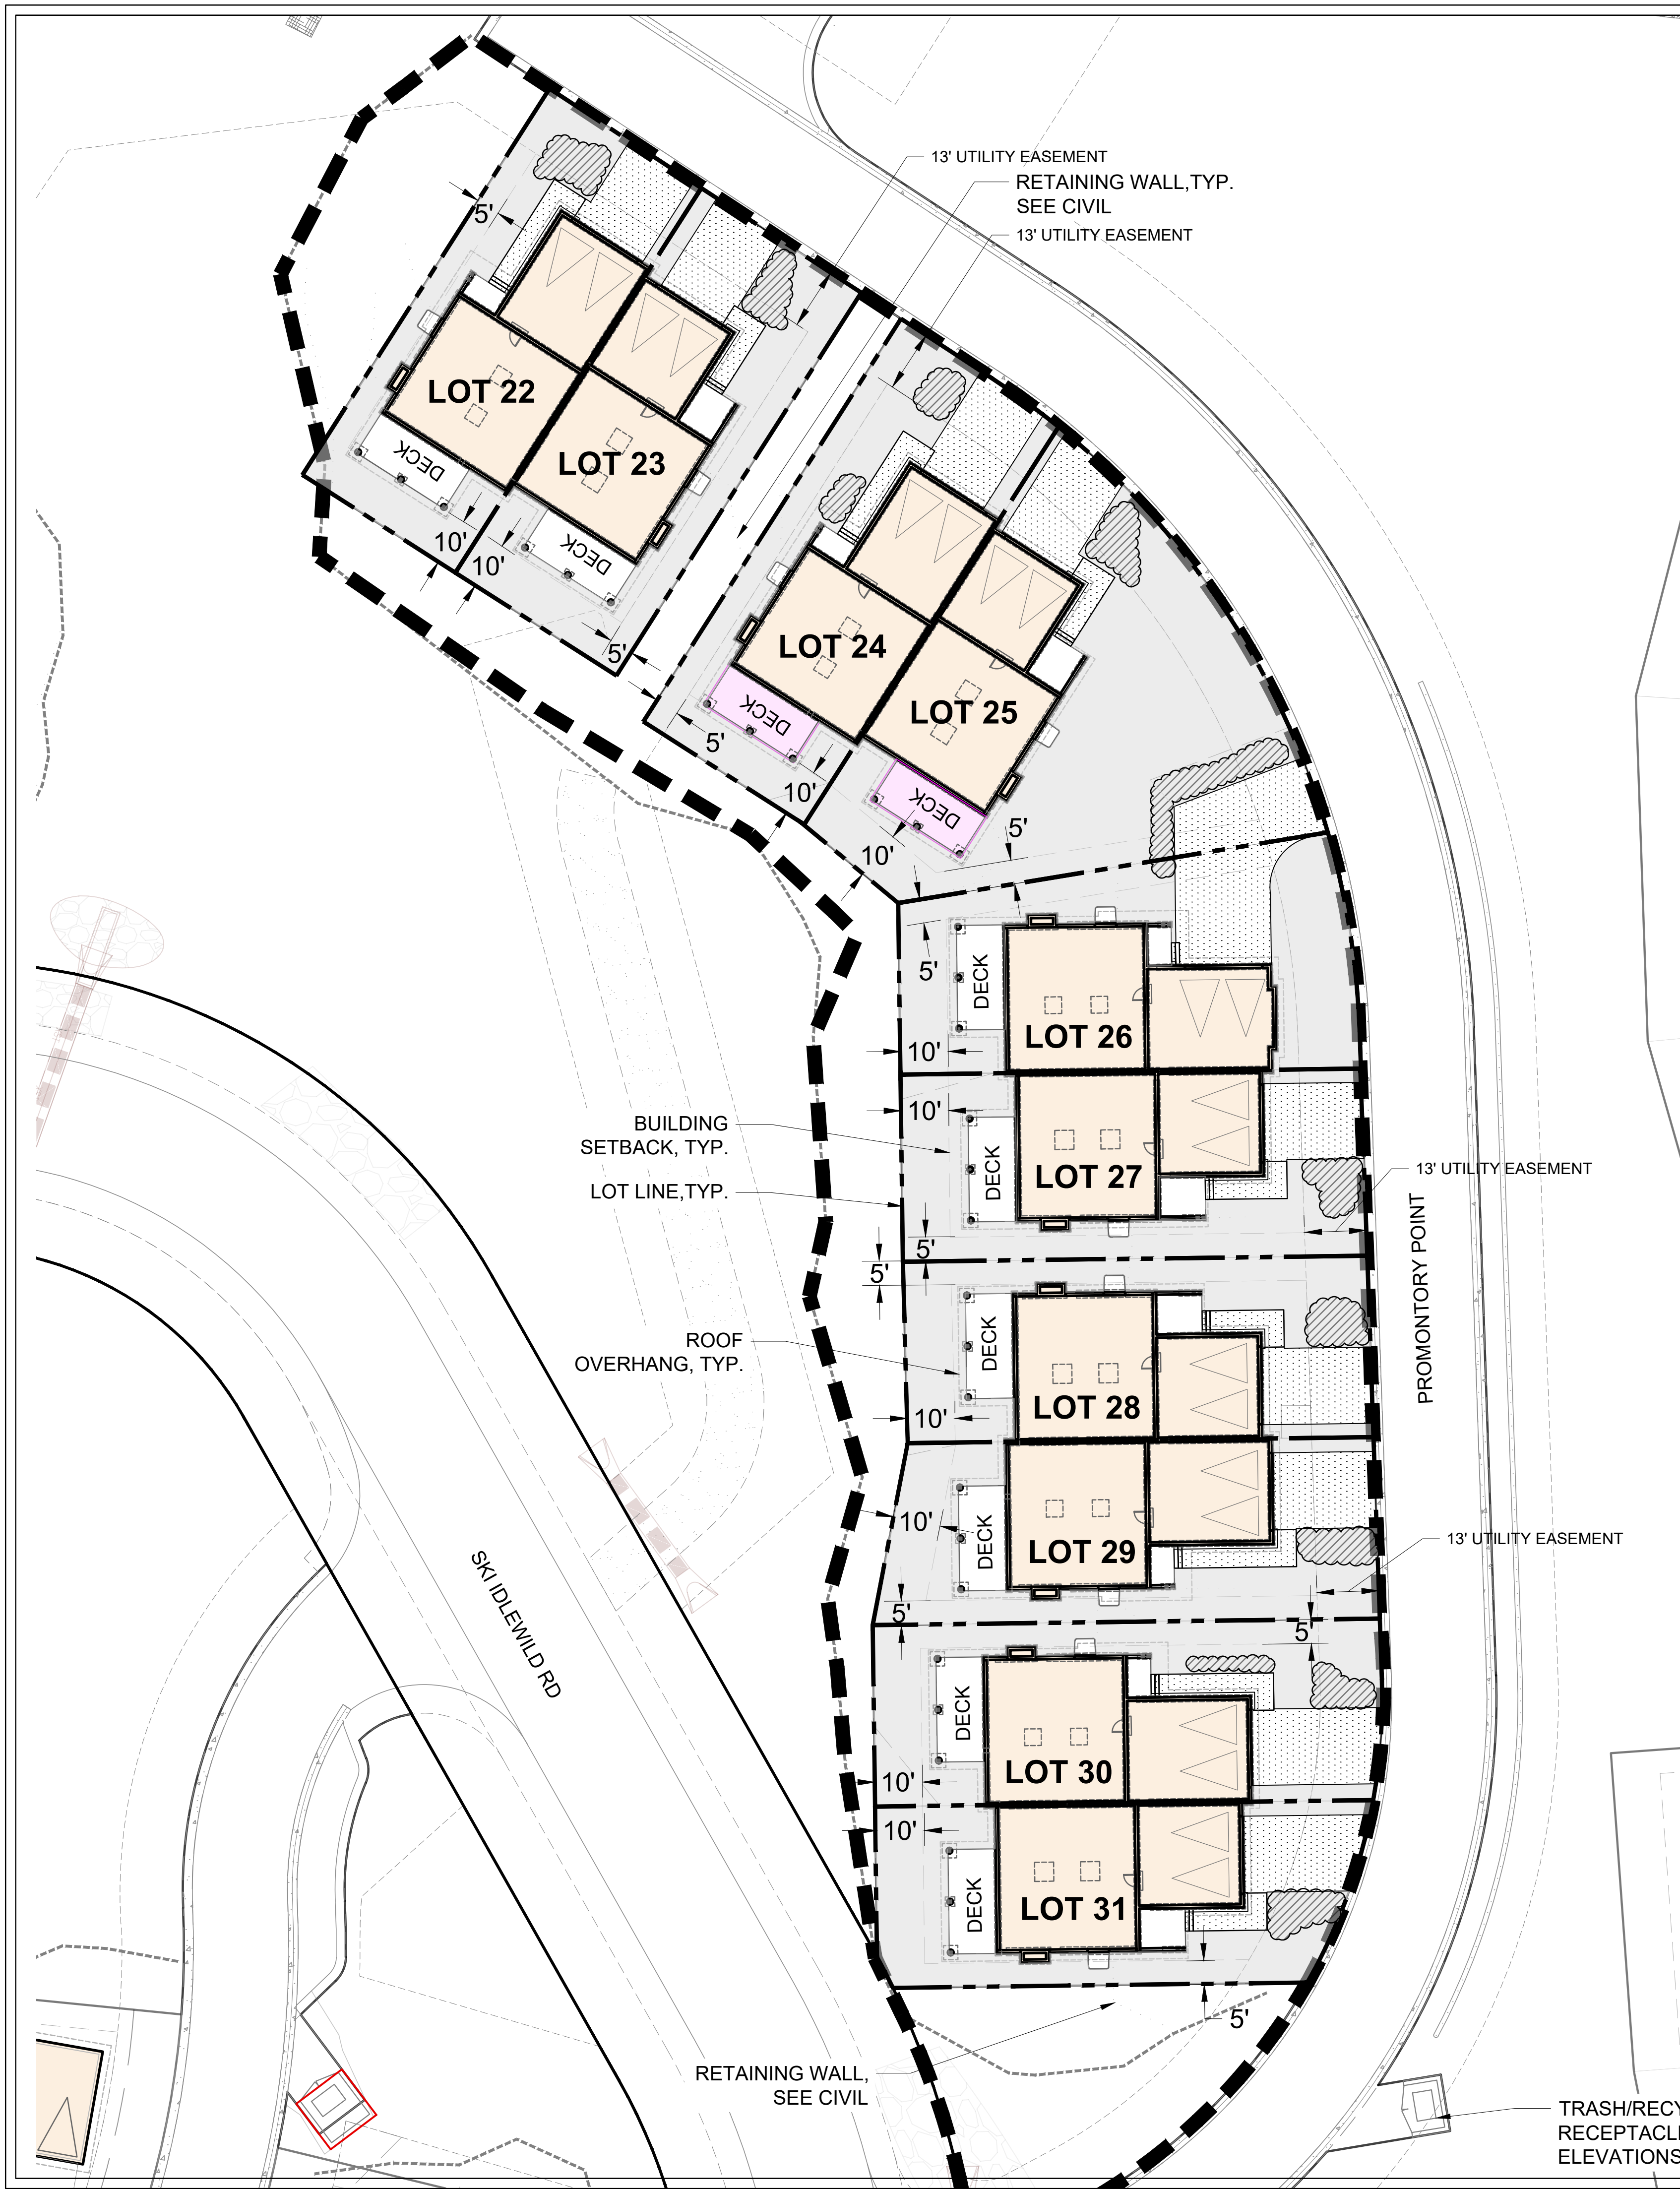 13' UTILITY EASEMENT
RETAINING WALL,TYP.
SEE CIVIL
13' UTILITY EASEMENT
5'
LOT 22
DECK
LOT 23
DECK
10'
10'
5'
LOT 24
DECK
LOT 25
DECK
5'
10'
10'
5'
5'
DECK
LOT 26
10'
10'
BUILDING
SETBACK, TYP.
DECK
LOT 27
13' UTILITY EASEMENT
LOT LINE,TYP.
5'
5'
PROMONTORY POINT
ROOF
OVERHANG, TYP.
DECK
LOT 28
10'
10'
DECK
LOT 29
13' UTILITY EASEMENT
SKI IDLEWILD RD
5'
5'
DECK
LOT 30
10'
10'
DECK
LOT 31
5'
RETAINING WALL,
SEE CIVIL
TRASH/RECY
RECEPTACL
ELEVATIONS